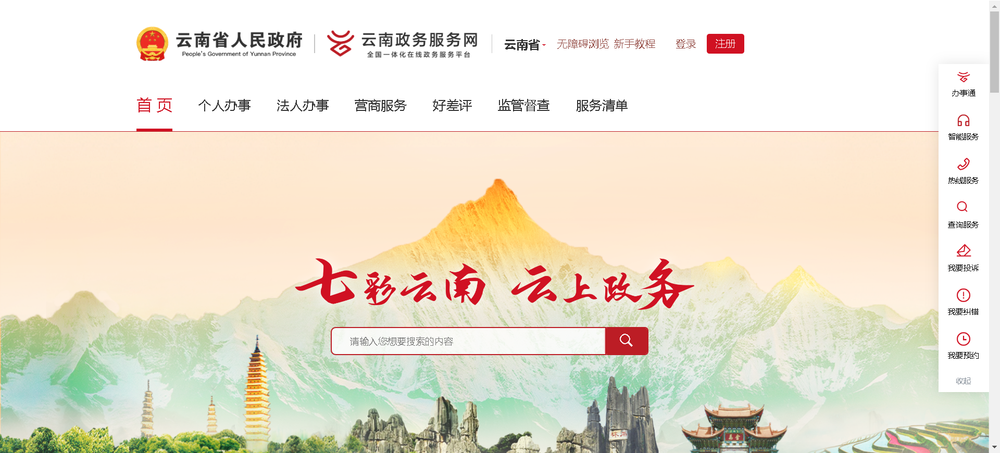 云南省人民政府
People's Government of Yunnan Province
云南政务服务网
全国一体化在线政务服务平台
云南省
无障碍浏览 新手教程 登录 注册
首 页 个人办事 法人办事 营商服务 好差评 监管督查 服务清单
七彩云南 云上政务
请输入您想要搜索的内容
办事通
智能服务
热线服务
查询服务
我要投诉
我要纠错
我要预约
收起